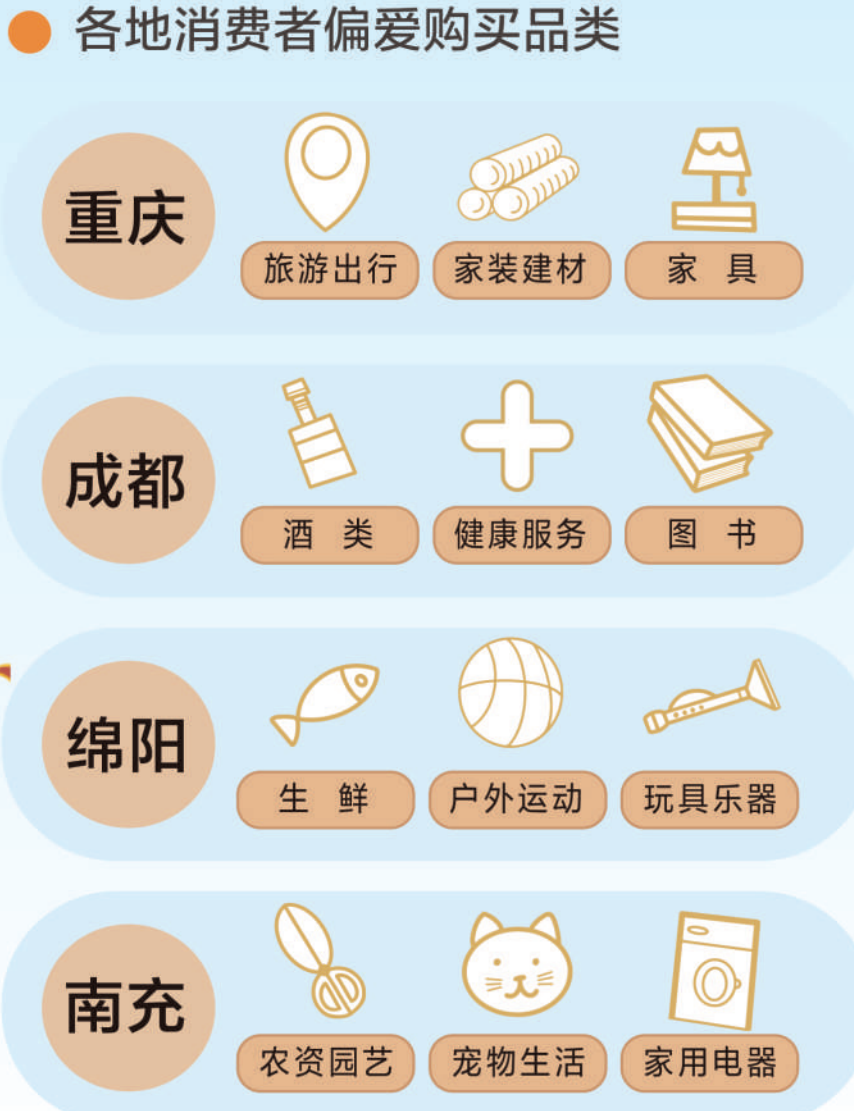 各地消费者偏爱购买品类
重庆
旅游出行 家装建材 家具
成都
酒类 健康服务 图书
绵阳
生鲜 户外运动 玩具乐器
南充
农资园艺 宠物生活 家用电器